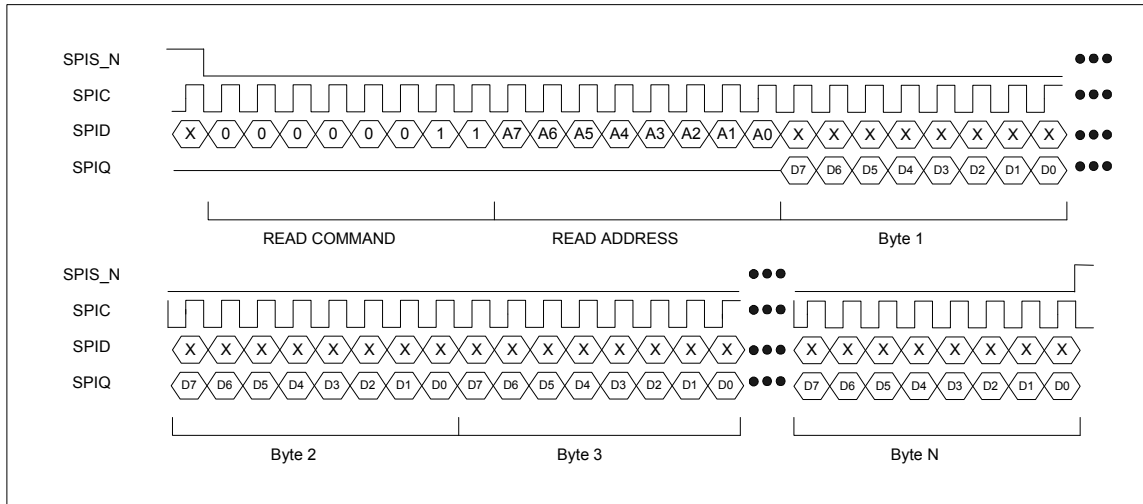 SPIS_N
SPIC
SPID X 0 0 0 0 0 0 1 1 A7 A6 A5 A4 A3 A2 A1 A0 X X X X X X X X
SPIQ D7 D6 D5 D4 D3 D2 D1 D0
READ COMMAND READ ADDRESS Byte 1
SPIS_N
SPIC
SPID X X X X X X X X X X X X X X X X X X X X X X X X
SPIQ D7 D6 D5 D4 D3 D2 D1 D0 D7 D6 D5 D4 D3 D2 D1 D0 D7 D6 D5 D4 D3 D2 D1 D0
Byte 2 Byte 3 Byte N